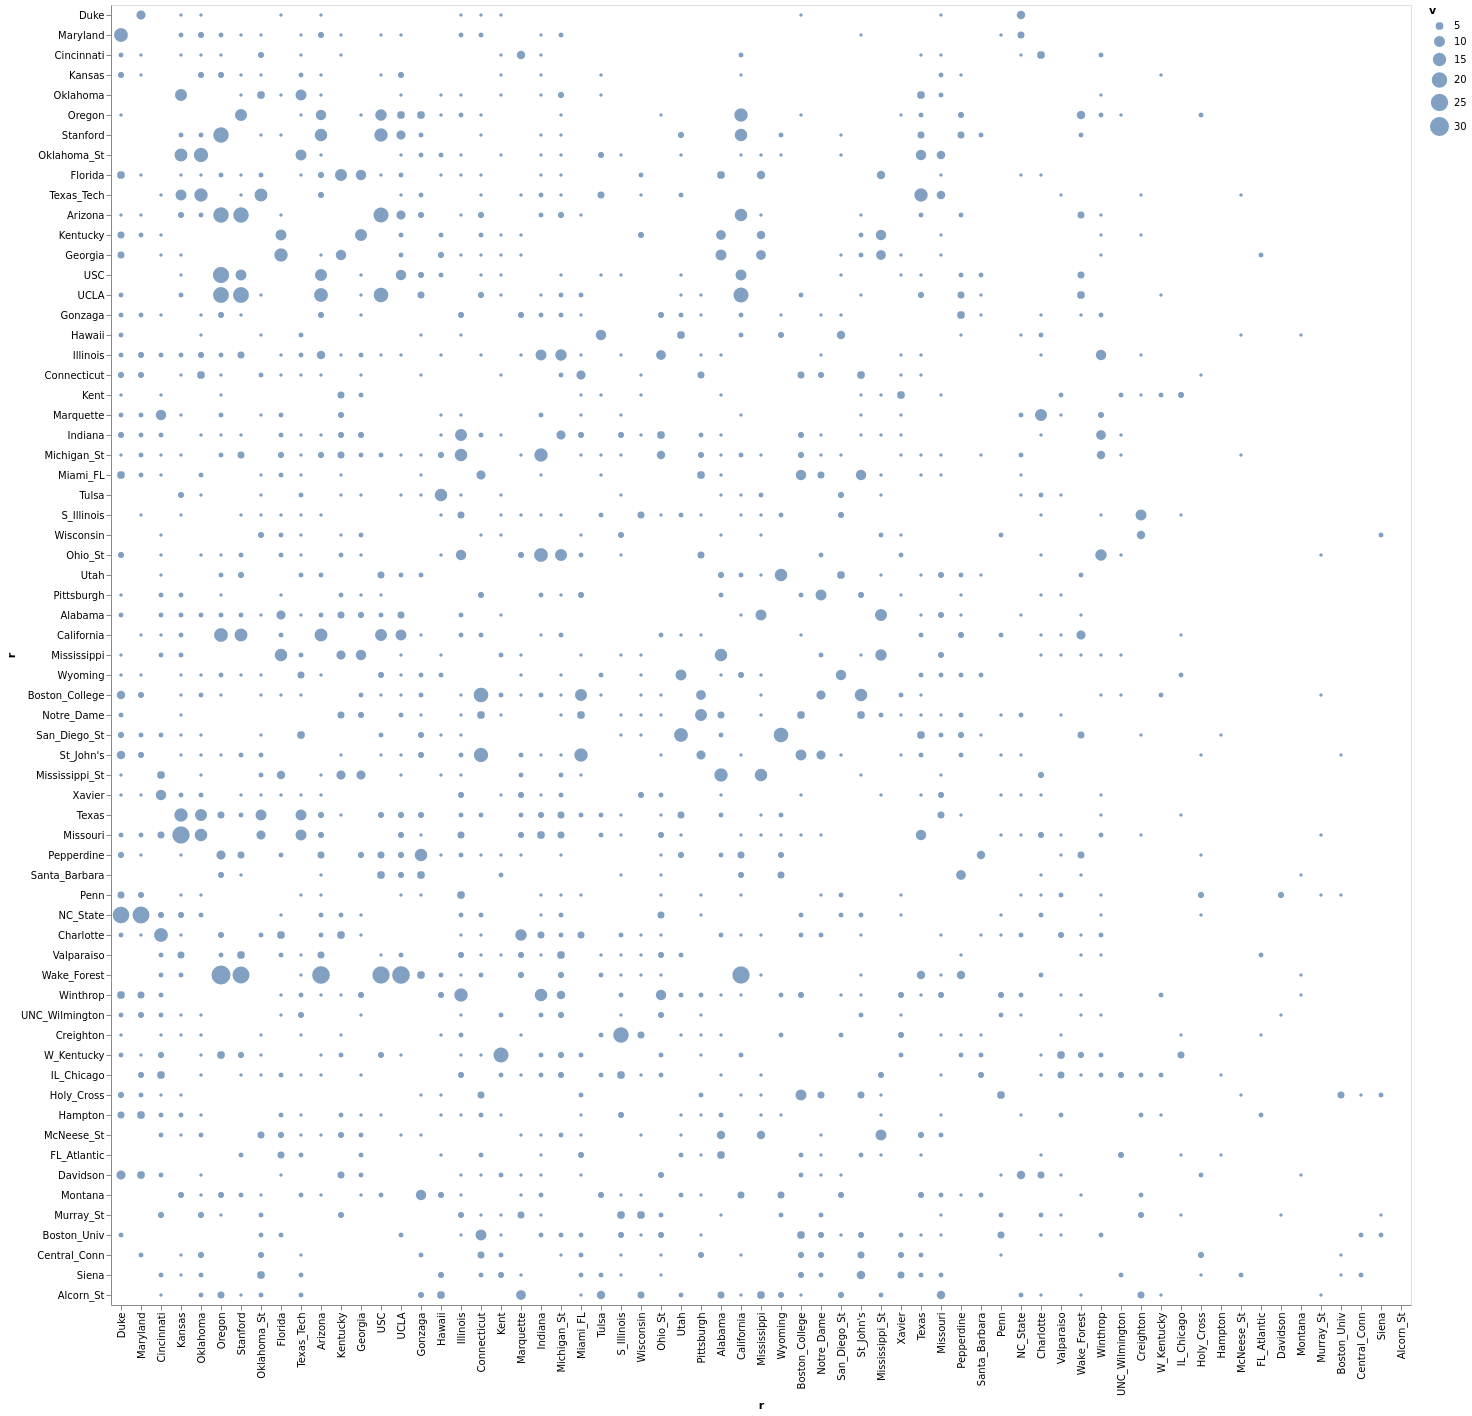 v
5
10
15
20
25
30
Duke
Maryland
Cincinnati
Kansas
Oklahoma
Oregon
Stanford
Oklahoma_St
Florida
Texas_Tech
Arizona
Kentucky
Georgia
USC
UCLA
Gonzaga
Hawaii
Illinois
Connecticut
Kent
Marquette
Indiana
Michigan_St
Miami_FL
Tulsa
S_Illinois
Wisconsin
Ohio_St
Utah
Pittsburgh
Alabama
California
Mississippi
Wyoming
Boston_College
Notre_Dame
San_Diego_St
St_John's
Mississippi_St
Xavier
Texas
Missouri
Pepperdine
Santa_Barbara
Penn
NC_State
Charlotte
Valparaiso
Wake_Forest
Winthrop
UNC_Wilmington
Creighton
W_Kentucky
IL_Chicago
Holy_Cross
Hampton
McNeese_St
FL_Atlantic
Davidson
Montana
Murray_St
Boston_Univ
Central_Conn
Siena
Alcorn_St
r
Duke
Maryland
Cincinnati
Kansas
Oklahoma
Oregon
Stanford
Oklahoma_St
Florida
Texas_Tech
Arizona
Kentucky
Georgia
USC
UCLA
Gonzaga
Hawaii
Illinois
Connecticut
Kent
Marquette
Indiana
Michigan_St
Miami_FL
Tulsa
S_Illinois
Wisconsin
Ohio_St
Utah
Pittsburgh
Alabama
California
Mississippi
Wyoming
Boston_College
Notre_Dame
San_Diego_St
St_John's
Mississippi_St
Xavier
Texas
Missouri
Pepperdine
Santa_Barbara
Penn
NC_State
Charlotte
Valparaiso
Wake_Forest
Winthrop
UNC_Wilmington
Creighton
W_Kentucky
IL_Chicago
Holy_Cross
Hampton
McNeese_St
FL_Atlantic
Davidson
Montana
Murray_St
Boston_Univ
Central_Conn
Siena
Alcorn_St
r